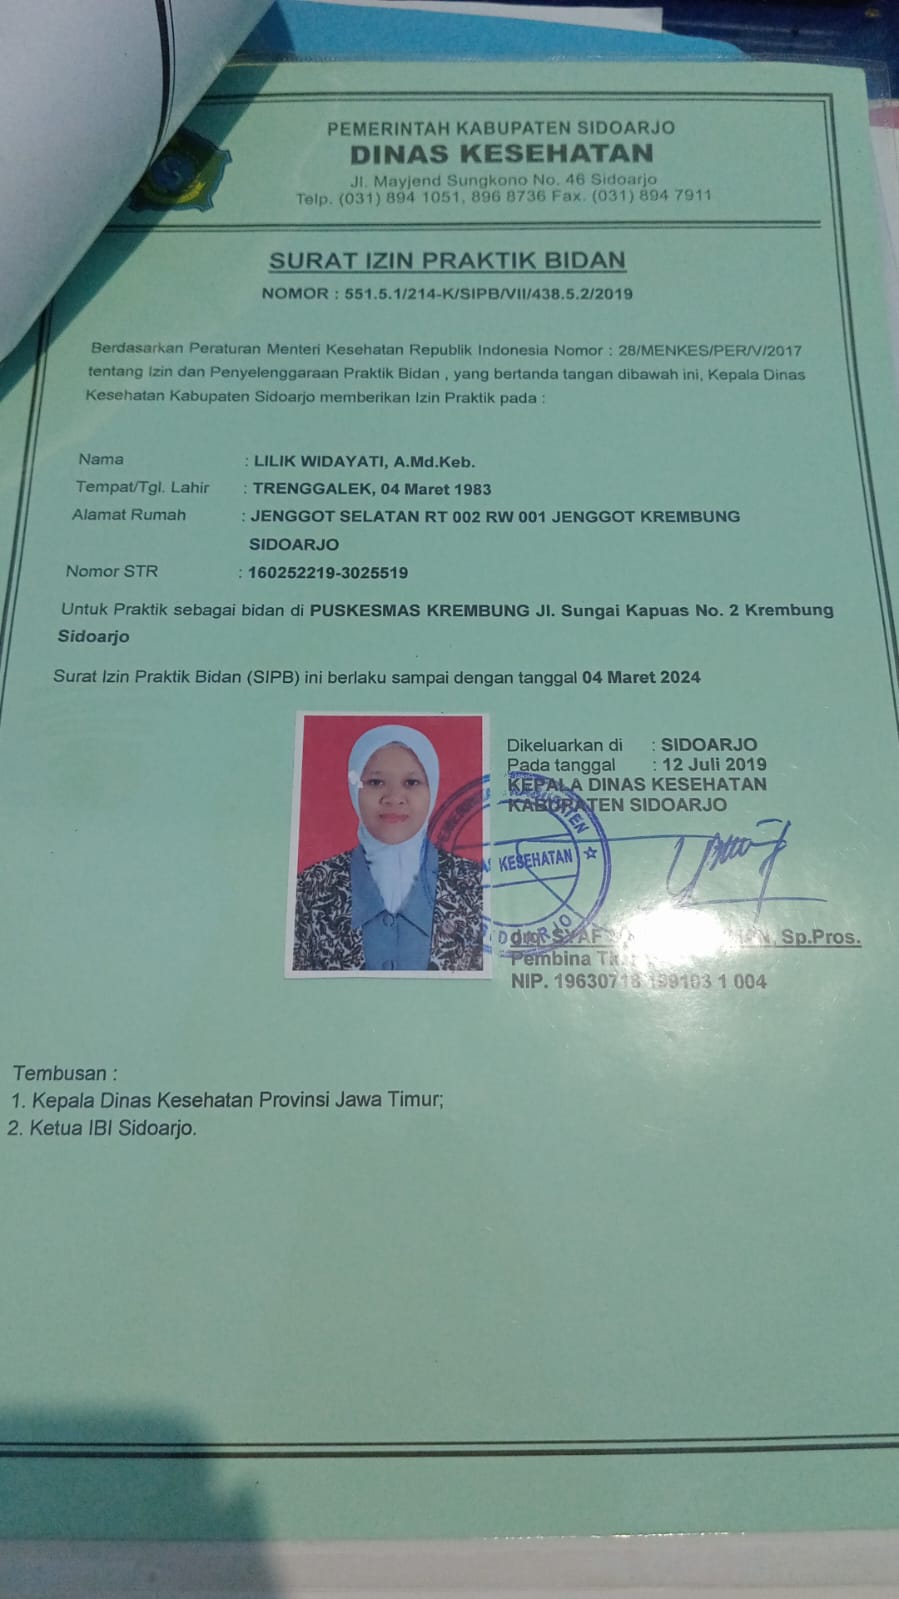 PEMERINTAH KABUPATEN SIDOARJO
DINAS KESEHATAN
Jl. Mayjend Sungkono No. 46 Sidoarjo
Telp. (031) 894 1051, 896 8736 Fax. (031) 894 7911
SURAT IZIN PRAKTIK BIDAN
NOMOR : 551.5.1/214-K/SIPB/VII/438.5.2/2019
Berdasarkan Peraturan Menteri Kesehatan Republik Indonesia Nomor : 28/MENKES/PER/V/2017
tentang Izin dan Penyelenggaraan Praktik Bidan , yang bertanda tangan dibawah ini, Kepala Dinas
Kesehatan Kabupaten Sidoarjo memberikan Izin Praktik pada :
Nama : LILIK WIDAYATI, A.Md.Keb.
Tempat/Tgl. Lahir : TRENGGALEK, 04 Maret 1983
Alamat Rumah : JENGGOT SELATAN RT 002 RW 001 JENGGOT KREMBUNG
SIDOARJO
Nomor STR : 160252219-3025519
Untuk Praktik sebagai bidan di PUSKESMAS KREMBUNG Jl. Sungai Kapuas No. 2 Krembung
Sidoarjo
Surat Izin Praktik Bidan (SIPB) ini berlaku sampai dengan tanggal 04 Maret 2024
Dikeluarkan di : SIDOARJO
Pada tanggal : 12 Juli 2019
KEPALA DINAS KESEHATAN
KABUPATEN SIDOARJO
KESEHATAN
Sp.Pros.
Pembina
NIP. 19630718 199103 1 004
Tembusan :
1. Kepala Dinas Kesehatan Provinsi Jawa Timur;
2. Ketua IBI Sidoarjo.